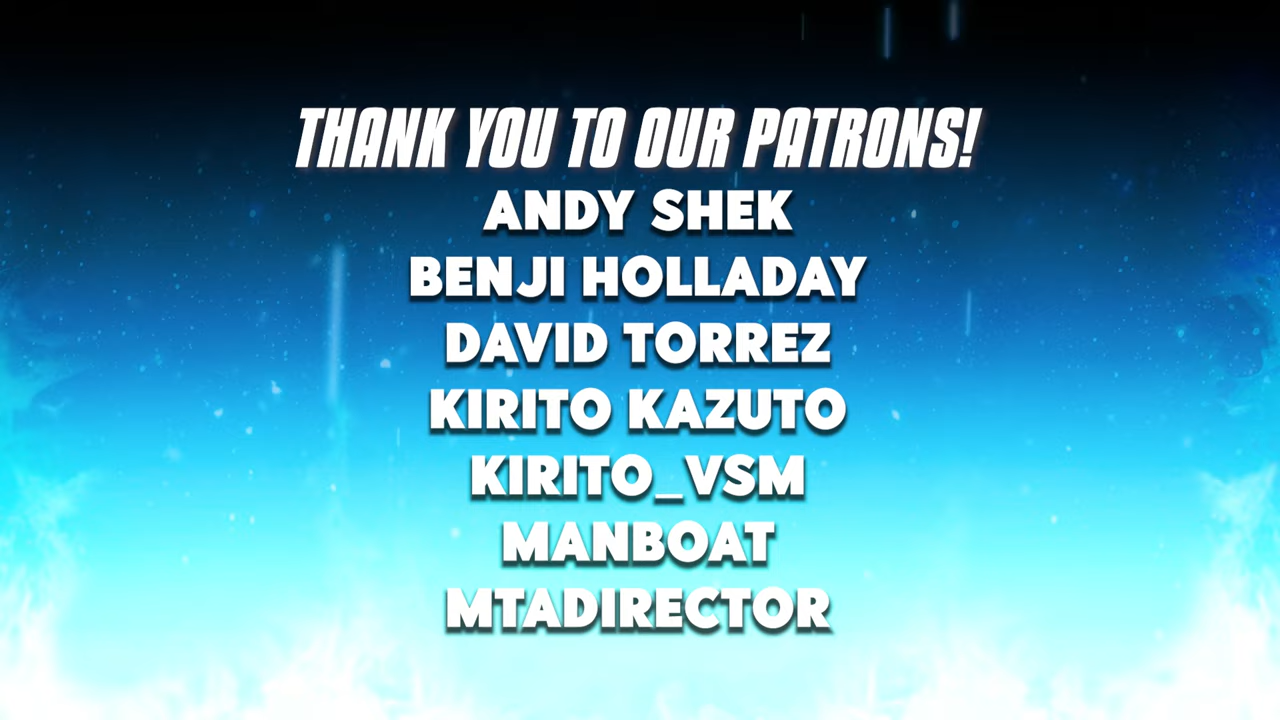 THANK YOU TO OUR PATRONS!
ANDY SHEK
BENJI HOLLADAY
DAVID TORREZ
KIRITO KAZUTO
KIRITO_VSM
MANBOAT
MTADIRECTOR